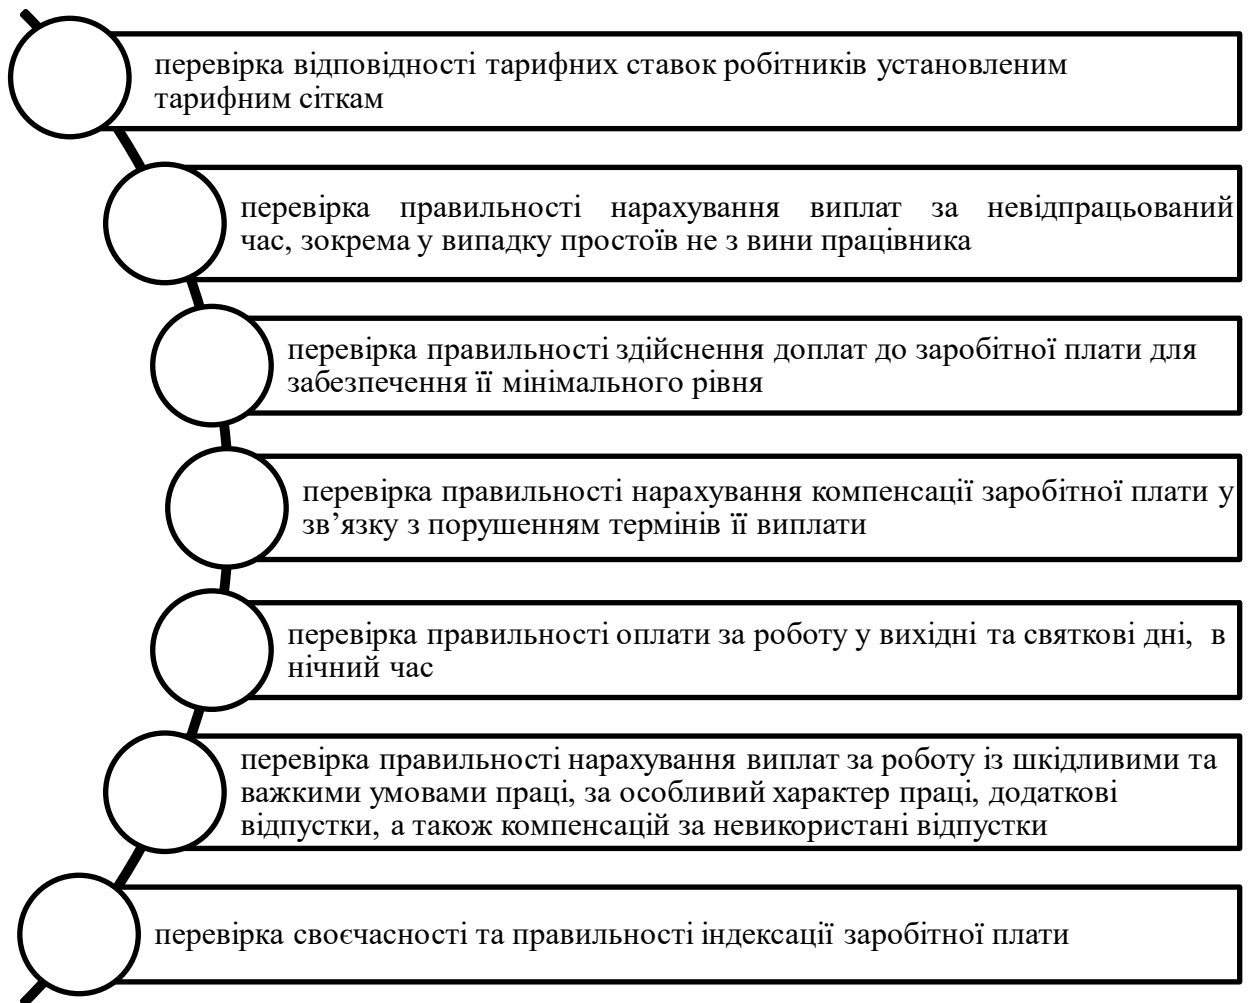 перевірка відповідності тарифних ставок робітників установленим
тарифним сіткам
перевірка правильності нарахування виплат за невідпрацьований
час, зокрема у випадку простоїв не з вини працівника
перевірка правильності здійснення доплат до заробітної плати для
забезпечення її мінімального рівня
перевірка правильності нарахування компенсації заробітної плати у
зв’язку з порушенням термінів її виплати
перевірка правильності оплати за роботу у вихідні та святкові дні, в
нічний час
перевірка правильності нарахування виплат за роботу із шкідливими та
важкими умовами праці, за особливий характер праці, додаткові
відпустки, а також компенсацій за невикористані відпустки
перевірка своєчасності та правильності індексації заробітної плати